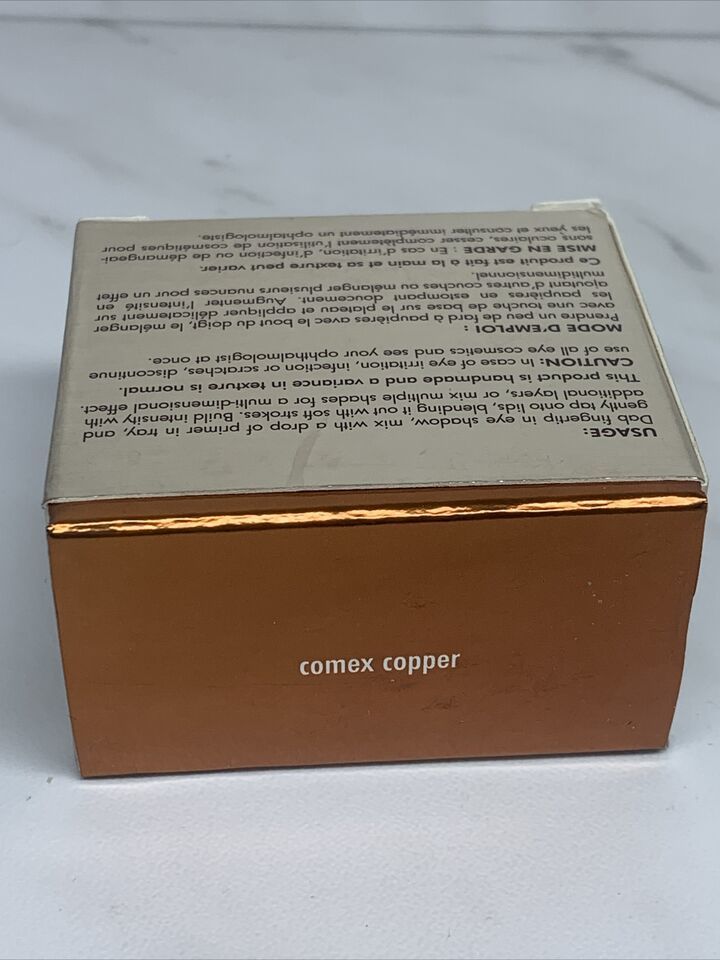 USAGE:
Dab fingertip in eye shadow, mix with a drop of primer in tray, and
gently tap onto lids, blending it out with soft strokes. Build intensity with
additional layers, or mix multiple shades for a multi-dimensional effect.
This product is handmade and a variance in texture is normal.
CAUTION: In case of eye irritation, infection or scratches, discontinue
use of all eye cosmetics and see your ophthalmologist at once.
MODE D'EMPLOI :
Prendre un peu de fard à paupières avec le bout du doigt, le mélanger
avec une touche de base sur le plateau et appliquer délicatement sur
les paupières en estompant doucement. Augmenter l'intensité en
ajoutant d'autres couches ou mélanger plusieurs nuances pour un effet
multidimensionnel.
Ce produit est fait à la main et sa texture peut varier.
MISE EN GARDE : En cas d'irritation, d'infection ou de démangeai-
sons oculaires, cesser complètement l'utilisation de cosmétiques pour
les yeux et consulter immédiatement un ophtalmologiste.
comex copper